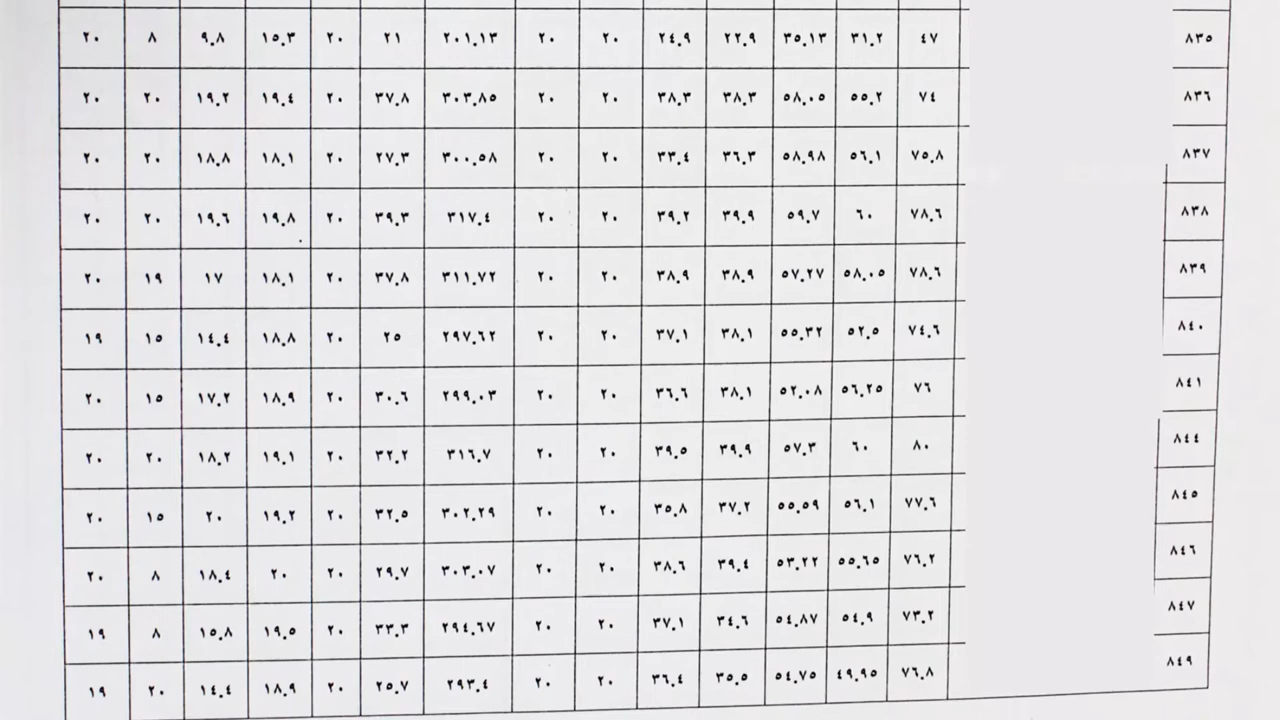 ٨٣٥ ٤٧ ٣١.٢ ٣٥.١٣ ٢٢.٩ ٢٤.٩ ٢٠ ٢٠ ٢٠١.١٣ ٢١ ٢٠ ١٥.٣ ٩.٨ ٨ ٢٠
٨٣٦ ٧٤ ٥٥.٢ ٥٨.٠٥ ٣٨.٣ ٣٨.٣ ٢٠ ٢٠ ٣٠٣.٨٥ ٣٧.٨ ٢٠ ١٩.٤ ١٩.٢ ٢٠ ٢٠
٨٣٧ ٧٥.٨ ٥٦.١ ٥٨.٩٨ ٣٦.٣ ٣٣.٤ ٢٠ ٢٠ ٣٠٠.٥٨ ٢٧.٣ ٢٠ ١٨.١ ١٨.٨ ٢٠ ٢٠
٨٣٨ ٧٨.٦ ٦٠ ٥٩.٧ ٣٩.٩ ٣٩.٢ ٢٠ ٢٠ ٣١٧.٤ ٣٩.٣ ٢٠ ١٩.٨ ١٩.٦ ٢٠ ٢٠
٨٣٩ ٧٨.٦ ٥٨.٠٥ ٥٧.٢٧ ٣٨.٩ ٣٨.٩ ٢٠ ٢٠ ٣١١.٧٢ ٣٧.٨ ٢٠ ١٨.١ ١٧ ١٩ ٢٠
٨٤٠ ٧٤.٦ ٥٢.٥ ٥٥.٣٢ ٣٨.١ ٣٧.١ ٢٠ ٢٠ ٢٩٧.٦٢ ٢٥ ٢٠ ١٨.٨ ١٤.٤ ١٥ ١٩
٨٤١ ٧٦ ٥٦.٢٥ ٥٢.٠٨ ٣٨.١ ٣٦.٦ ٢٠ ٢٠ ٢٩٩.٠٣ ٣٠.٦ ٢٠ ١٨.٩ ١٧.٢ ١٥ ٢٠
٨٤٤ ٨٠ ٦٠ ٥٧.٣ ٣٩.٩ ٣٩.٥ ٢٠ ٢٠ ٣١٦.٧ ٣٢.٢ ٢٠ ١٩.١ ١٨.٢ ٢٠ ٢٠
٨٤٥ ٧٧.٦ ٥٦.١ ٥٥.٥٩ ٣٧.٢ ٣٥.٨ ٢٠ ٢٠ ٣٠٢.٢٩ ٣٢.٥ ٢٠ ١٩.٢ ٢٠ ١٥ ٢٠
٨٤٦ ٧٦.٢ ٥٥.٦٥ ٥٣.٢٢ ٣٩.٤ ٣٨.٦ ٢٠ ٢٠ ٣٠٣.٠٧ ٢٩.٧ ٢٠ ٢٠ ١٨.٤ ٨ ٢٠
٨٤٧ ٧٣.٢ ٥٤.٩ ٥٤.٨٧ ٣٤.٦ ٣٧.١ ٢٠ ٢٠ ٢٩٤.٦٧ ٣٣.٣ ٢٠ ١٩.٥ ١٥.٨ ٨ ١٩
٨٤٩ ٧٦.٨ ٤٩.٩٥ ٥٤.٧٥ ٣٥.٥ ٣٦.٤ ٢٠ ٢٠ ٢٩٣.٤ ٢٥.٧ ٢٠ ١٨.٩ ١٤.٤ ٢٠ ١٩